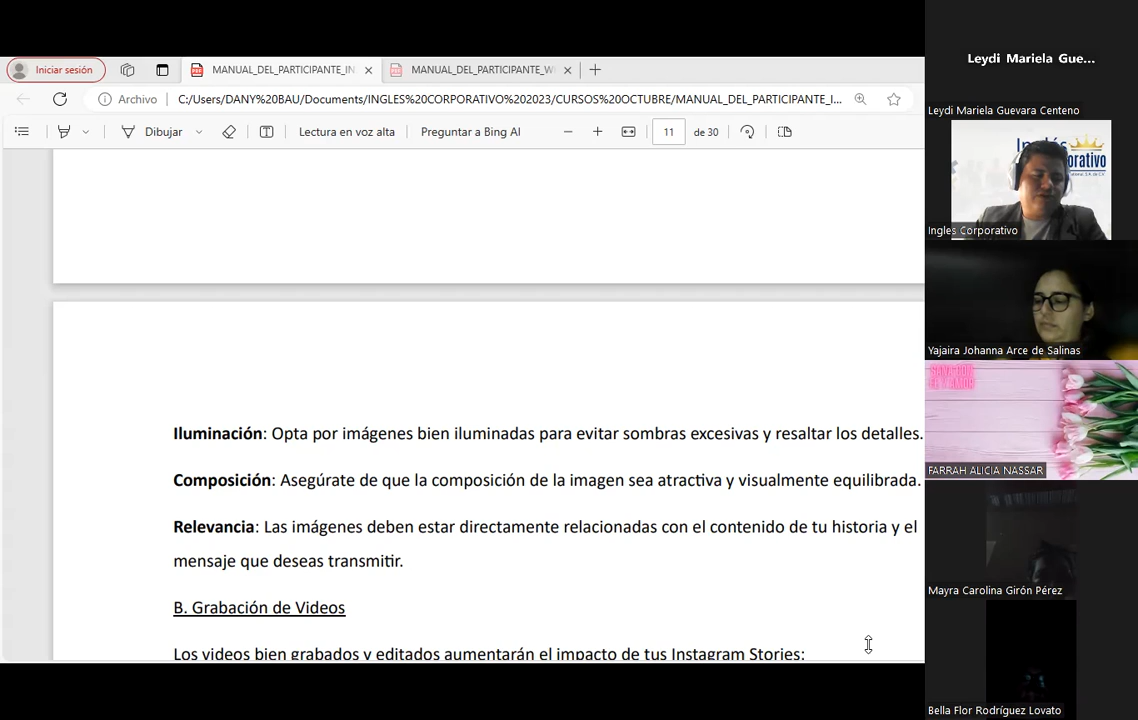 Iniciar sesión
MANUAL_DEL_PARTICIPANTE_IN
MANUAL_DEL_PARTICIPANTE_WI
Archivo
C:/Users/DANY%20BAU/Documents/INGLES%20CORPORATIVO%202023/CURSOS%20OCTUBRE/MANUAL_DEL_PARTICIPANTE_I...
Dibujar
Lectura en voz alta
Preguntar a Bing AI
11
de 30
Iluminación: Opta por imágenes bien iluminadas para evitar sombras excesivas y resaltar los detalles.
Composición: Asegúrate de que la composición de la imagen sea atractiva y visualmente equilibrada.
Relevancia: Las imágenes deben estar directamente relacionadas con el contenido de tu historia y el
mensaje que deseas transmitir.
B. Grabación de Videos
Los videos bien grabados y editados aumentarán el impacto de tus Instagram Stories:
Leydi Mariela Gue...
Leydi Mariela Guevara Centeno
Ingles Corporativo
Yajaira Johanna Arce de Salinas
FARRAH ALICIA NASSAR
Mayra Carolina Girón Pérez
Bella Flor Rodríguez Lovato